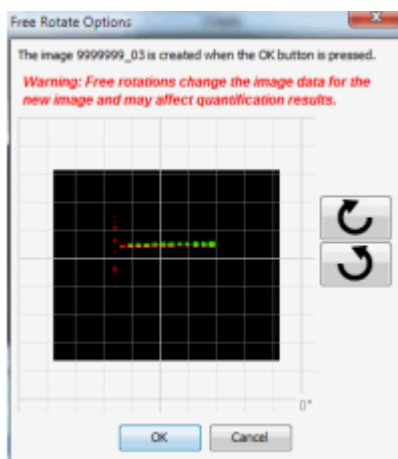 Free Rotate Options
The image 9999999_03 is created when the OK button is pressed.
Warning: Free rotations change the image data for the
new image and may affect quantification results.
0°
OK
Cancel